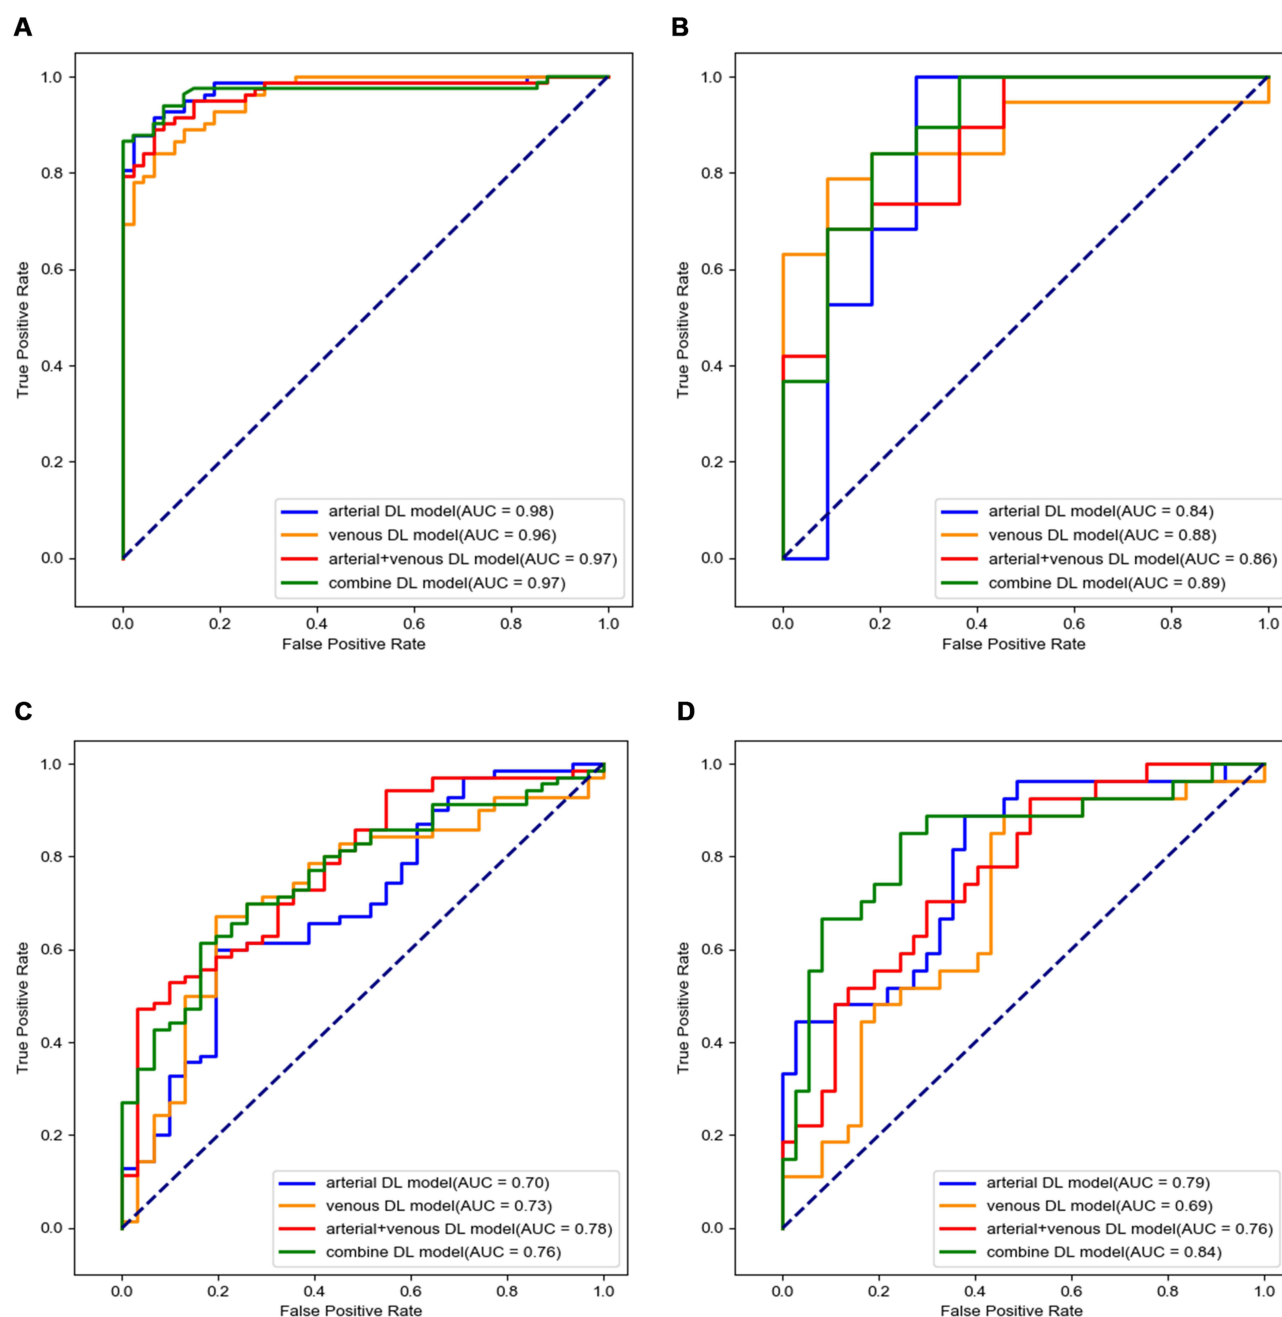 A
1.0
0.8
0.6
0.4
0.2
0.0
True Positive Rate
arterial DL model(AUC = 0.98)
venous DL model(AUC = 0.96)
arterial+venous DL model(AUC = 0.97)
combine DL model(AUC = 0.97)
0.0 0.2 0.4 0.6 0.8 1.0
False Positive Rate
B
1.0
0.8
0.6
0.4
0.2
0.0
True Positive Rate
arterial DL model(AUC = 0.84)
venous DL model(AUC = 0.88)
arterial+venous DL model(AUC = 0.86)
combine DL model(AUC = 0.89)
0.0 0.2 0.4 0.6 0.8 1.0
False Positive Rate
C
1.0
0.8
0.6
0.4
0.2
0.0
True Positive Rate
arterial DL model(AUC = 0.70)
venous DL model(AUC = 0.73)
arterial+venous DL model(AUC = 0.78)
combine DL model(AUC = 0.76)
0.0 0.2 0.4 0.6 0.8 1.0
False Positive Rate
D
1.0
0.8
0.6
0.4
0.2
0.0
True Positive Rate
arterial DL model(AUC = 0.79)
venous DL model(AUC = 0.69)
arterial+venous DL model(AUC = 0.76)
combine DL model(AUC = 0.84)
0.0 0.2 0.4 0.6 0.8 1.0
False Positive Rate